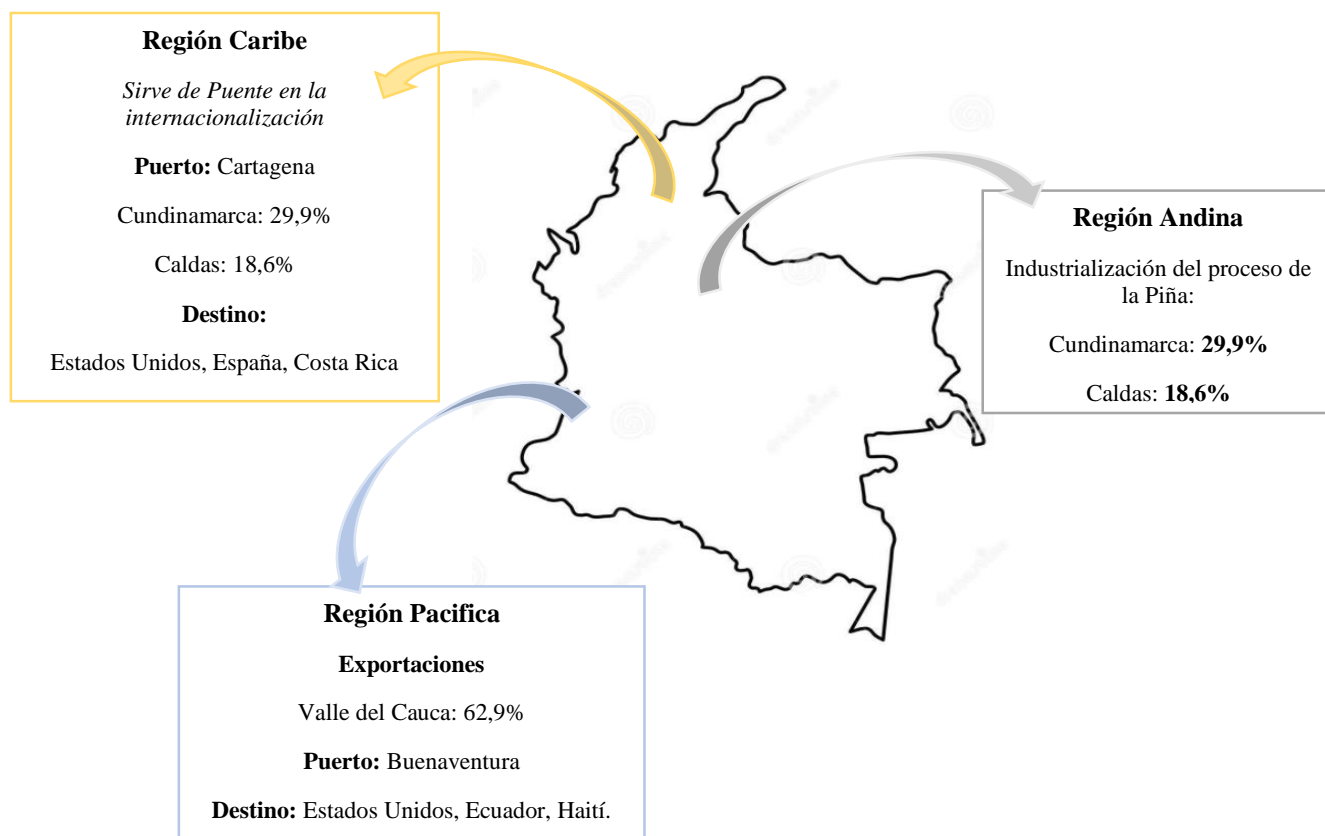 Región Caribe
Sirve de Puente en la
internacionalización
Puerto: Cartagena
Cundinamarca: 29,9%
Caldas: 18,6%
Destino:
Estados Unidos, España, Costa Rica
Región Andina
Industrialización del proceso de
la Piña:
Cundinamarca: 29,9%
Caldas: 18,6%
Región Pacifica
Exportaciones
Valle del Cauca: 62,9%
Puerto: Buenaventura
Destino: Estados Unidos, Ecuador, Haití.